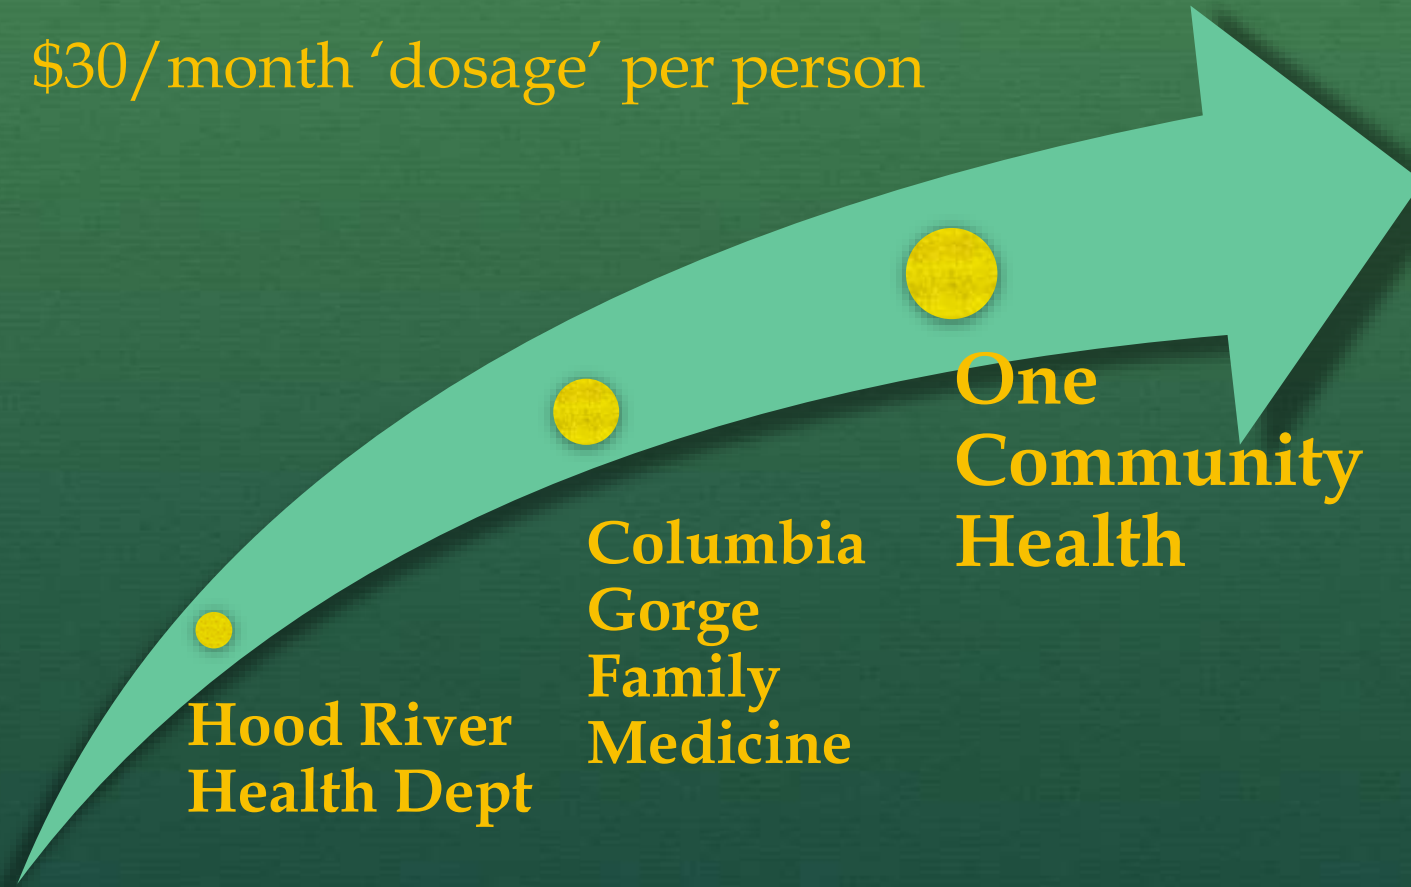 $30/month ‘dosage’ per person
Hood River
Health Dept
Columbia
Gorge
Family
Medicine
One
Community
Health